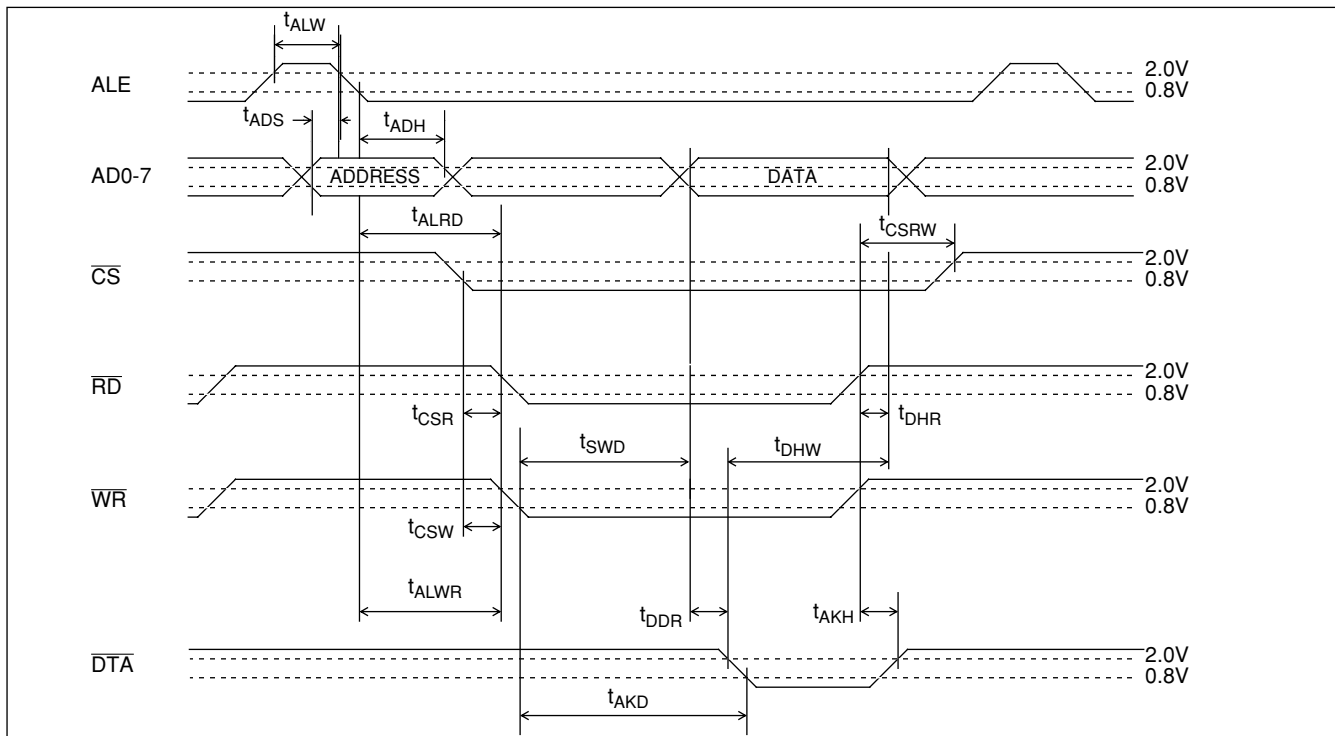 tALW
ALE
2.0V
0.8V
tADS
tADH
AD0-7
ADDRESS
DATA
2.0V
0.8V
tALRD
tCSRW
CS
2.0V
0.8V
RD
2.0V
0.8V
tCSR
tDHR
tSWD
tDHW
WR
2.0V
0.8V
tCSW
tALWR
tDDR
tAKH
DTA
2.0V
0.8V
tAKD